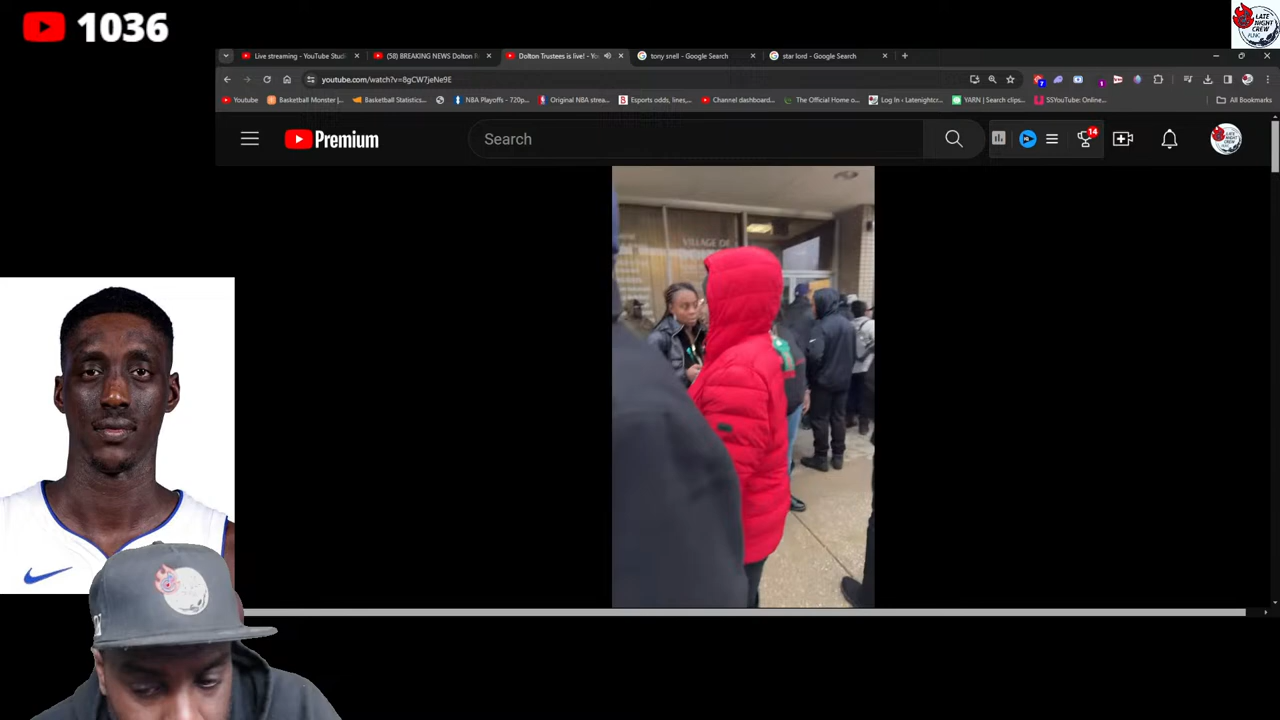 1036
LATE
NIGHT
CREW
Live streaming - YouTube Studi
(58) BREAKING NEWS Dolton
Dolton Trustees is live! - Yo
tony snell - Google Search
star lord - Google Search
youtube.com/watch?v=8gCW7jeNe9E
Youtube
Basketball Monster |
Basketball Statistics...
NBA Playoffs - 720p...
Original NBA strea...
Esports odds, lines,...
Channel dashboard...
The Official Home o...
Log In ‹ Latenightcr...
YARN | Search clips...
SSYouTube: Online...
All Bookmarks
Premium
Search
14
VILLAGE OF